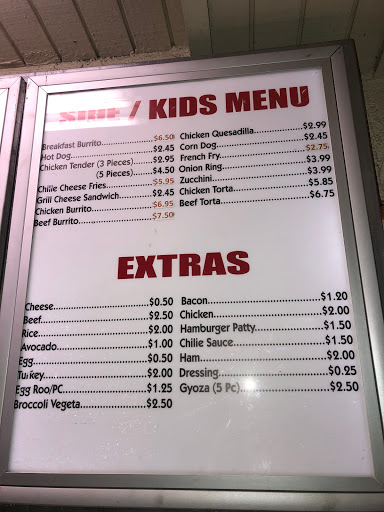 SIDE / KIDS MENU
Breakfast Burrito $6.50
Hot Dog $2.45
Chicken Tender (3 Pieces) $2.95
(5 Pieces) $4.50
Chilie Cheese Fries $5.95
Grill Cheese Sandwich $2.45
Chicken Burrito $6.95
Beef Burrito $7.50
Chicken Quesadilla $2.99
Corn Dog $2.45
French Fry $2.75
Onion Ring $3.99
Zucchini $3.99
Chicken Torta $5.85
Beef Torta $6.75
EXTRAS
Cheese $0.50
Beef $2.50
Rice $2.00
Avocado $1.00
Egg $0.50
Turkey $2.00
Egg Roo/PC $1.25
Broccoli Vegeta $2.50
Bacon $1.20
Chicken $2.00
Hamburger Patty $1.50
Chilie Sauce $1.50
Ham $2.00
Dressing $0.25
Gyoza (5 Pc) $2.50